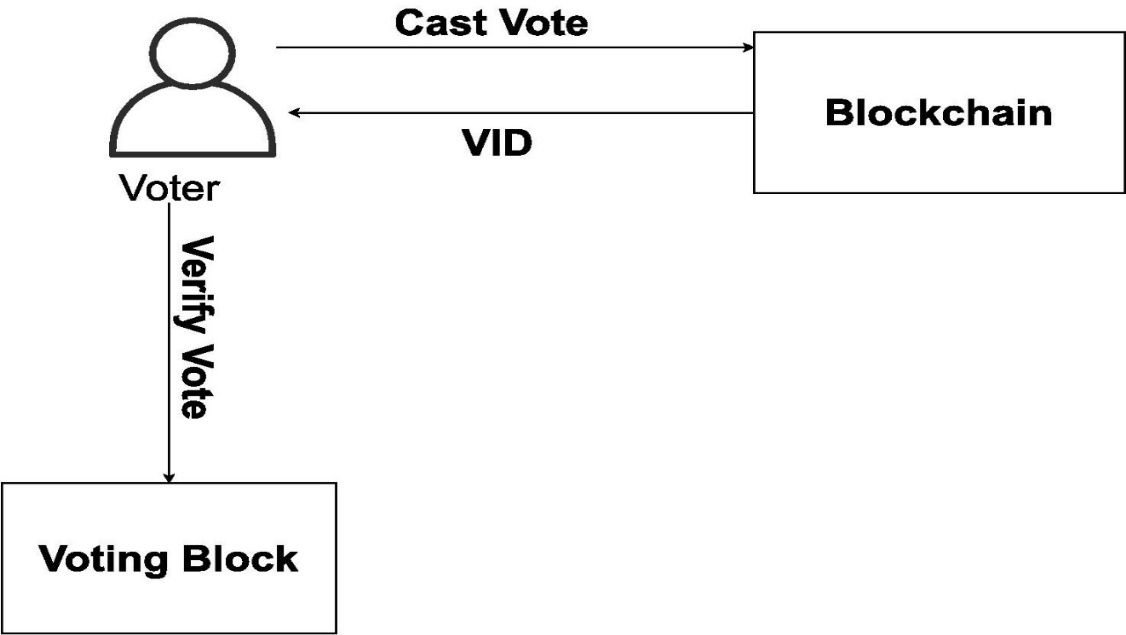 Cast Vote
Blockchain
VID
Voter
Verify Vote
Voting Block